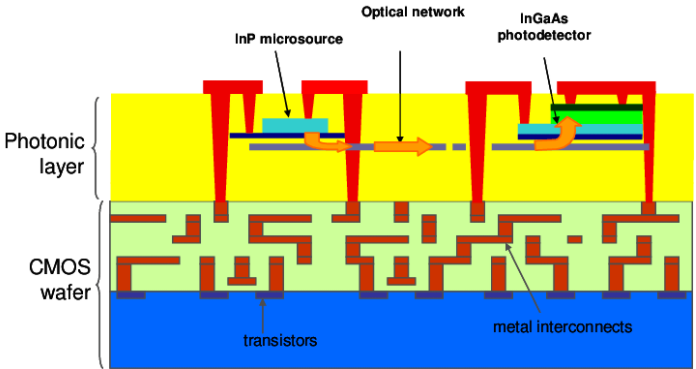 Optical network
InP microsource
InGaAs
photodetector
Photonic
layer
CMOS
wafer
transistors
metal interconnects